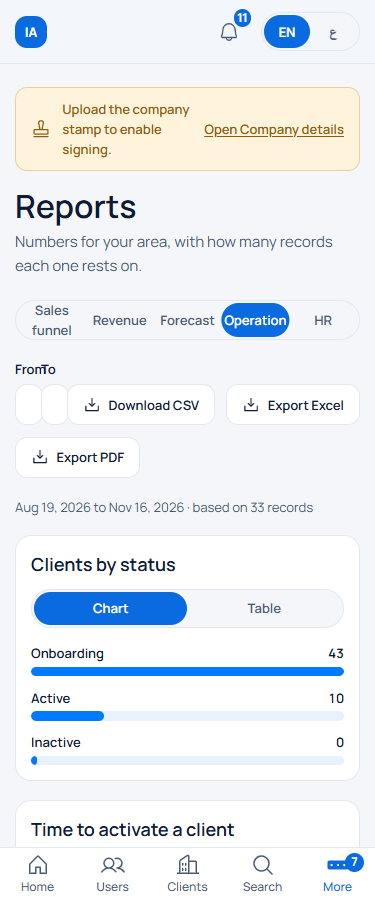 IA
11
EN
ع
Upload the company
stamp to enable
signing.
Open Company details
Reports
Numbers for your area, with how many records
each one rests on.
Sales
funnel
Revenue
Forecast
Operation
HR
From
To
Download CSV
Export Excel
Export PDF
Aug 19, 2026 to Nov 16, 2026 · based on 33 records
Clients by status
Chart
Table
Onboarding 43
Active 10
Inactive 0
Time to activate a client
7
Home
Users
Clients
Search
More